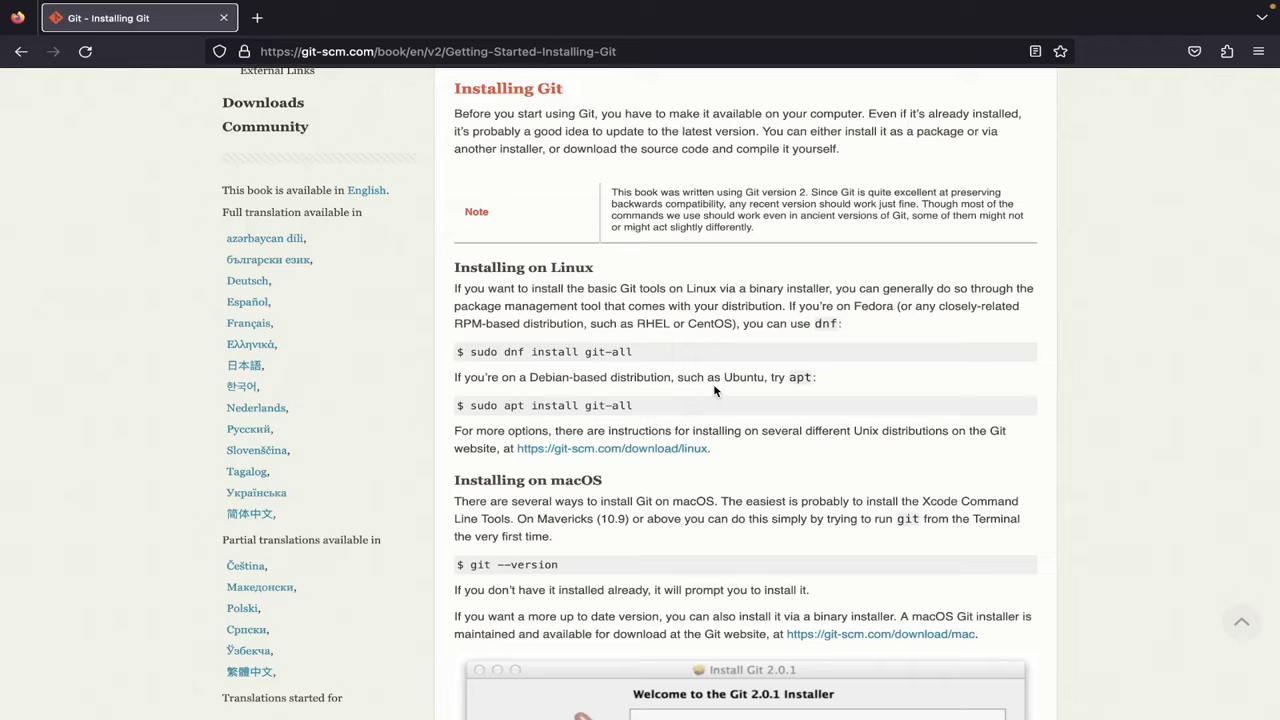 Git - Installing Git
https://git-scm.com/book/en/v2/Getting-Started-Installing-Git
External Links
Downloads
Community
This book is available in English.
Full translation available in
azərbaycan dili,
български език,
Deutsch,
Español,
Français,
Ελληνικά,
日本語,
한국어,
Nederlands,
Русский,
Slovenščina,
Tagalog,
Українська
简体中文,
Partial translations available in
Čeština,
Македонски,
Polski,
Српски,
Ўзбекча,
繁體中文,
Translations started for
Installing Git
Before you start using Git, you have to make it available on your computer. Even if it's already installed,
it's probably a good idea to update to the latest version. You can either install it as a package or via
another installer, or download the source code and compile it yourself.
Note
This book was written using Git version 2. Since Git is quite excellent at preserving
backwards compatibility, any recent version should work just fine. Though most of the
commands we use should work even in ancient versions of Git, some of them might not
or might act slightly differently.
Installing on Linux
If you want to install the basic Git tools on Linux via a binary installer, you can generally do so through the
package management tool that comes with your distribution. If you're on Fedora (or any closely-related
RPM-based distribution, such as RHEL or CentOS), you can use dnf:
$ sudo dnf install git-all
If you're on a Debian-based distribution, such as Ubuntu, try apt:
$ sudo apt install git-all
For more options, there are instructions for installing on several different Unix distributions on the Git
website, at https://git-scm.com/download/linux.
Installing on macOS
There are several ways to install Git on macOS. The easiest is probably to install the Xcode Command
Line Tools. On Mavericks (10.9) or above you can do this simply by trying to run git from the Terminal
the very first time.
$ git --version
If you don't have it installed already, it will prompt you to install it.
If you want a more up to date version, you can also install it via a binary installer. A macOS Git installer is
maintained and available for download at the Git website, at https://git-scm.com/download/mac.
Install Git 2.0.1
Welcome to the Git 2.0.1 Installer